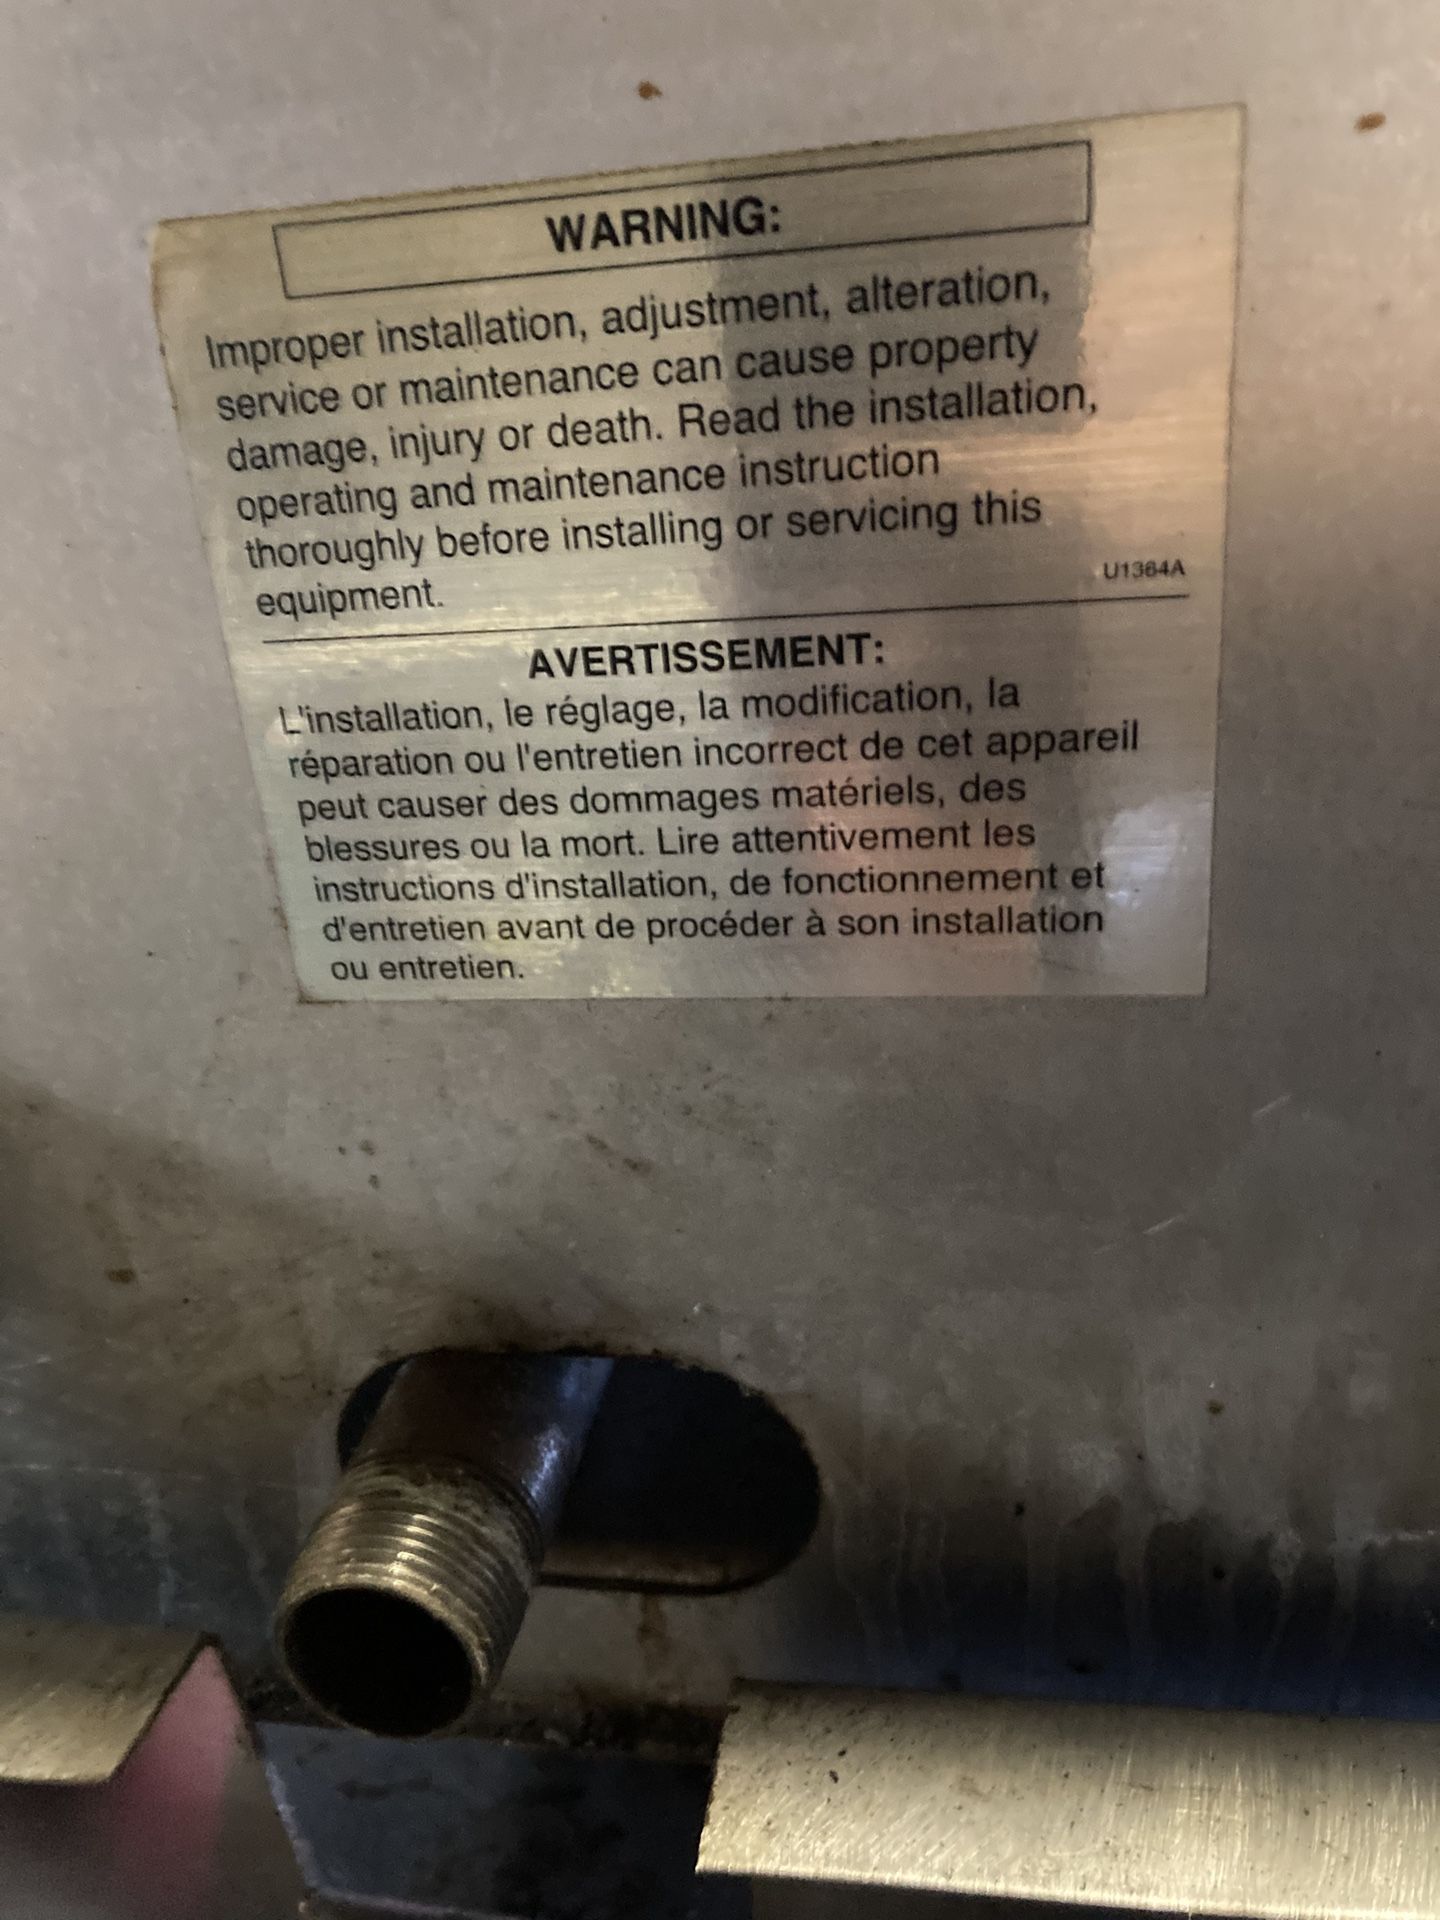 WARNING:
Improper installation, adjustment, alteration,
service or maintenance can cause property
damage, injury or death. Read the installation,
operating and maintenance instruction
thoroughly before installing or servicing this
equipment.
U1364A
AVERTISSEMENT:
L'installation, le réglage, la modification, la
réparation ou l'entretien incorrect de cet appareil
peut causer des dommages matériels, des
blessures ou la mort. Lire attentivement les
instructions d'installation, de fonctionnement et
d'entretien avant de procéder à son installation
ou entretien.